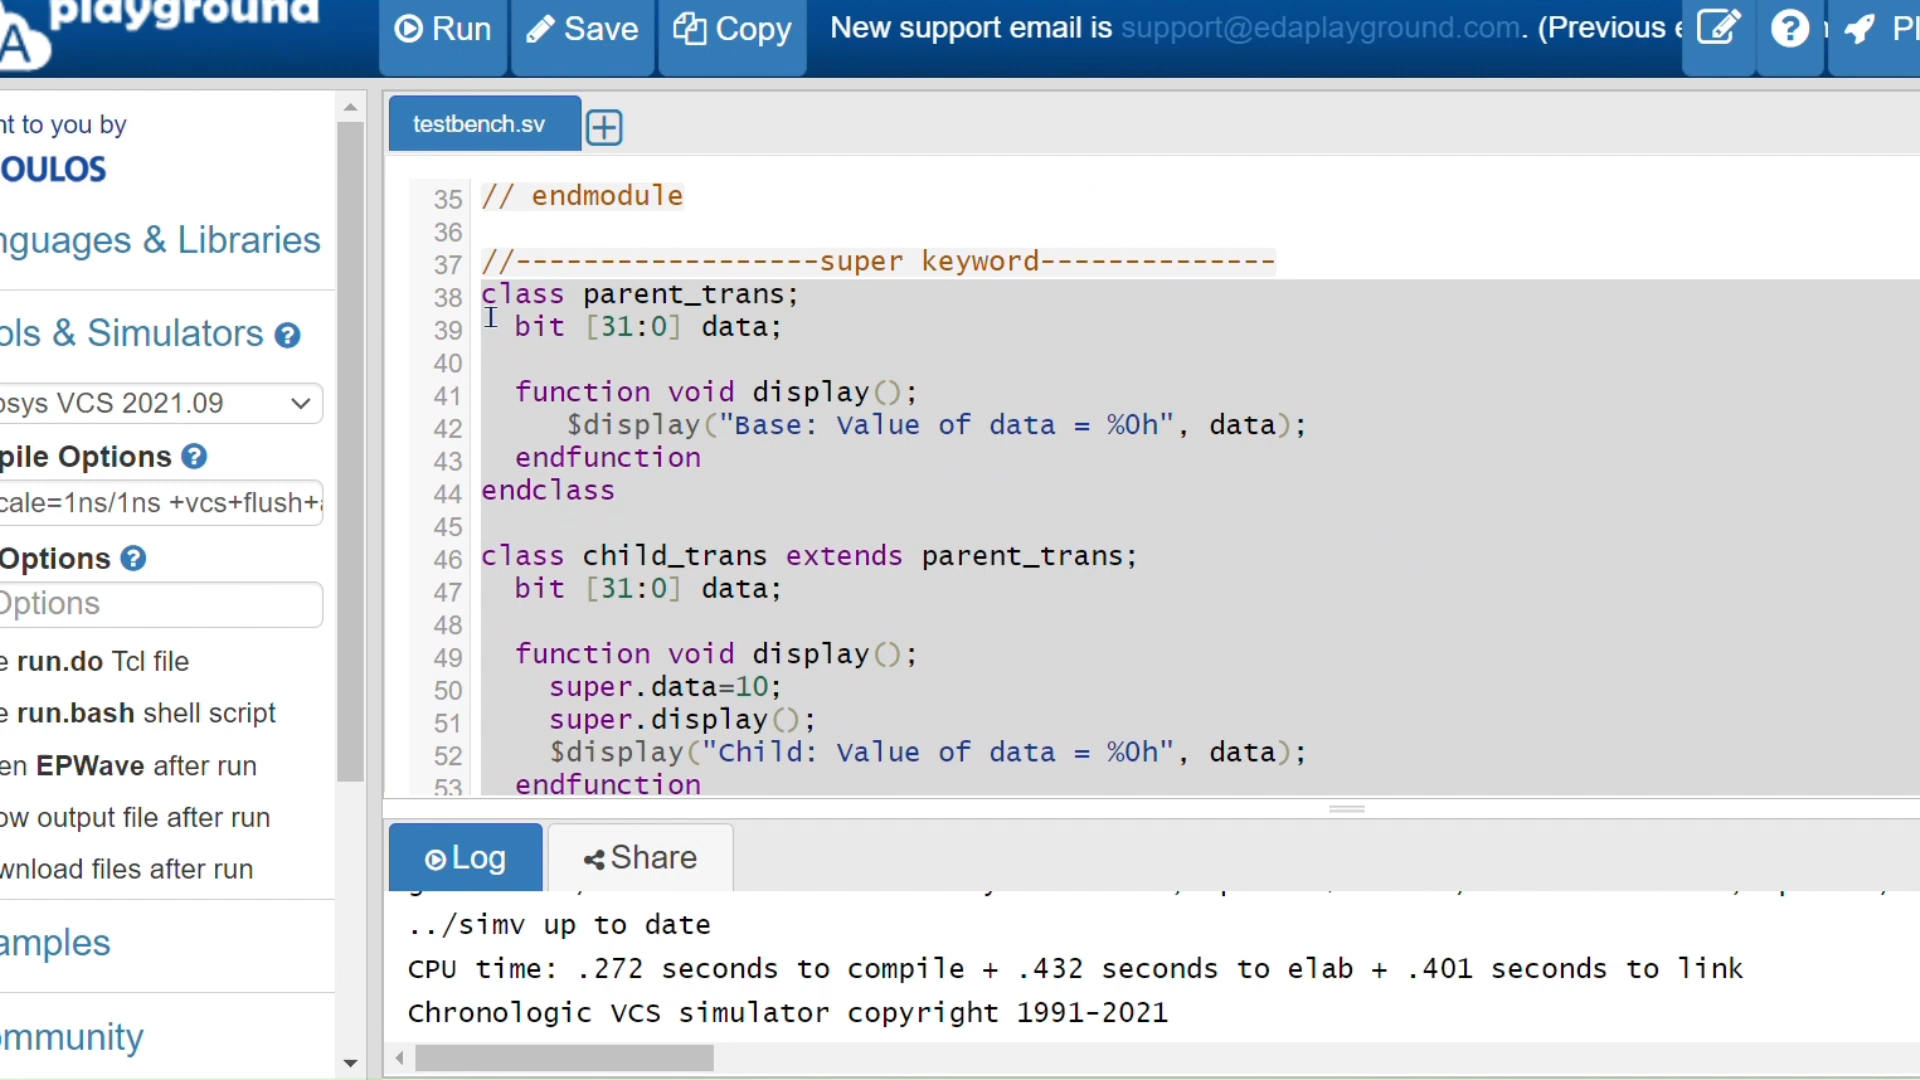 playground
A
Run
Save
Copy
New support email is support@edaplayground.com. (Previous e
Pl
nt to you by
OULOS
nguages & Libraries
ols & Simulators ?
osys VCS 2021.09
pile Options ?
cale=1ns/1ns +vcs+flush+a
Options ?
Options
e run.do Tcl file
e run.bash shell script
en EPWave after run
ow output file after run
wnload files after run
amples
ommunity
testbench.sv
35 // endmodule
36
37 //------------------super keyword--------------
38 class parent_trans;
39 bit [31:0] data;
40
41 function void display();
42 $display("Base: Value of data = %0h", data);
43 endfunction
44 endclass
45
46 class child_trans extends parent_trans;
47 bit [31:0] data;
48
49 function void display();
50 super.data=10;
51 super.display();
52 $display("Child: Value of data = %0h", data);
53 endfunction
Log
Share
../simv up to date
CPU time: .272 seconds to compile + .432 seconds to elab + .401 seconds to link
Chronologic VCS simulator copyright 1991-2021